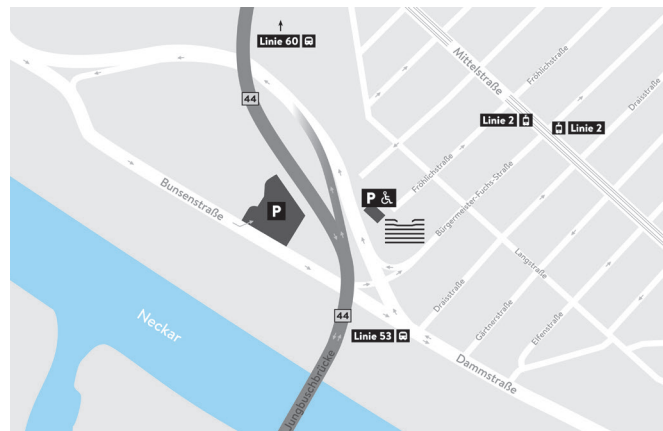 Linie 60
Mittelstraße
Fröhlichstraße
Draisstraße
44
Linie 2
Linie 2
P
Fröhlichstraße
Bunsenstraße
P
Bürgermeister-Fuchs-Straße
Langstraße
Draisstraße
Gärtnerstraße
Elfenstraße
Neckar
44
Linie 53
Dammstraße
Jungbuschbrücke